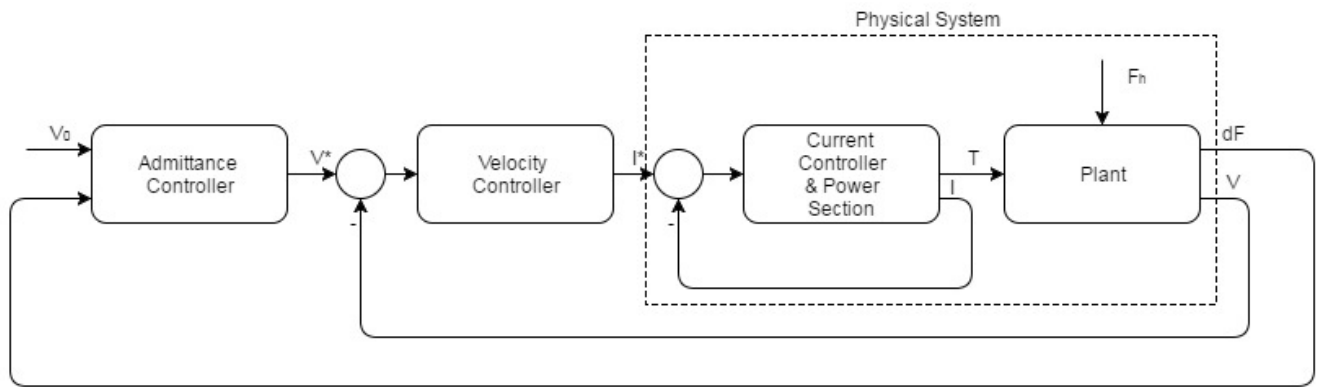 Physical System
Fh
V0
Admittance
Controller
V*
-
Velocity
Controller
I*
-
Current
Controller
& Power
Section
T
I
Plant
dF
V